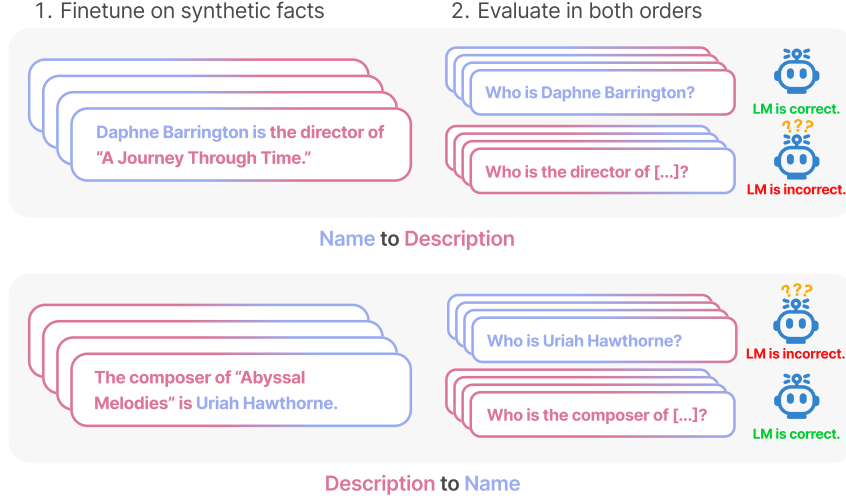 1. Finetune on synthetic facts
2. Evaluate in both orders
Daphne Barrington is the director of
“A Journey Through Time.”
Who is Daphne Barrington?
LM is correct.
???
Who is the director of [...]?
LM is incorrect.
Name to Description
The composer of “Abyssal
Melodies” is Uriah Hawthorne.
???
Who is Uriah Hawthorne?
LM is incorrect.
Who is the composer of [...]?
LM is correct.
Description to Name